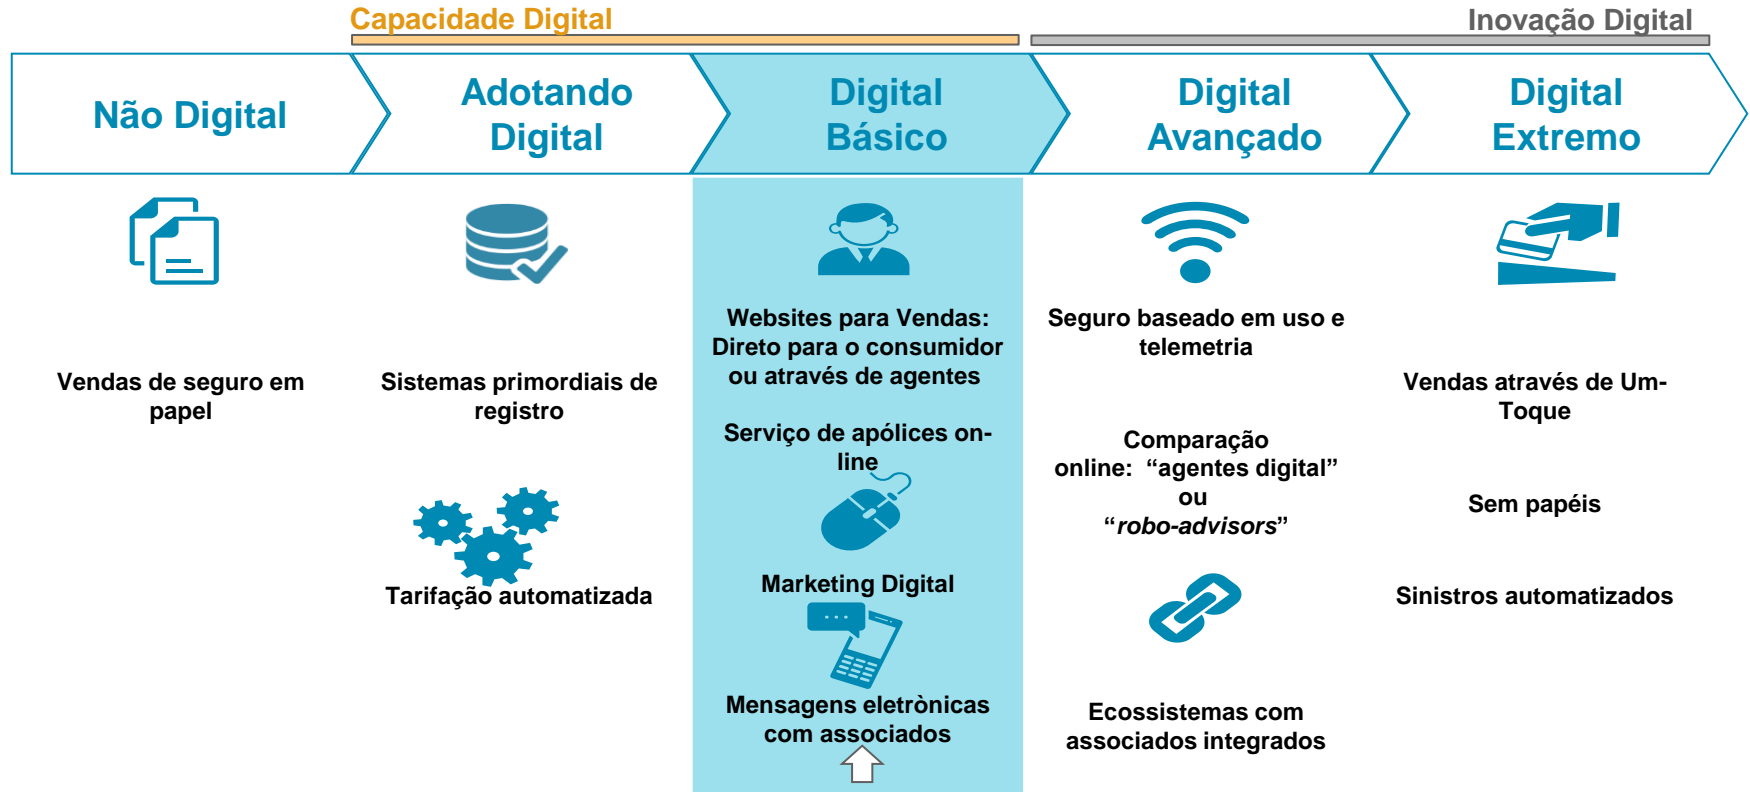 Capacidade Digital
Inovação Digital
Não Digital
Adotando
Digital
Digital
Básico
Digital
Avançado
Digital
Extremo
Vendas de seguro em
papel
Sistemas primordiais de
registro
Tarifação automatizada
Websites para Vendas:
Direto para o consumidor
ou através de agentes
Serviço de apólices on-
line
Marketing Digital
Mensagens eletrònicas
com associados
Seguro baseado em uso e
telemetria
Comparação
online:  “agentes digital”
ou
“robo-advisors”
Ecossistemas com
associados integrados
Vendas através de Um-
Toque
Sem papéis
Sinistros automatizados